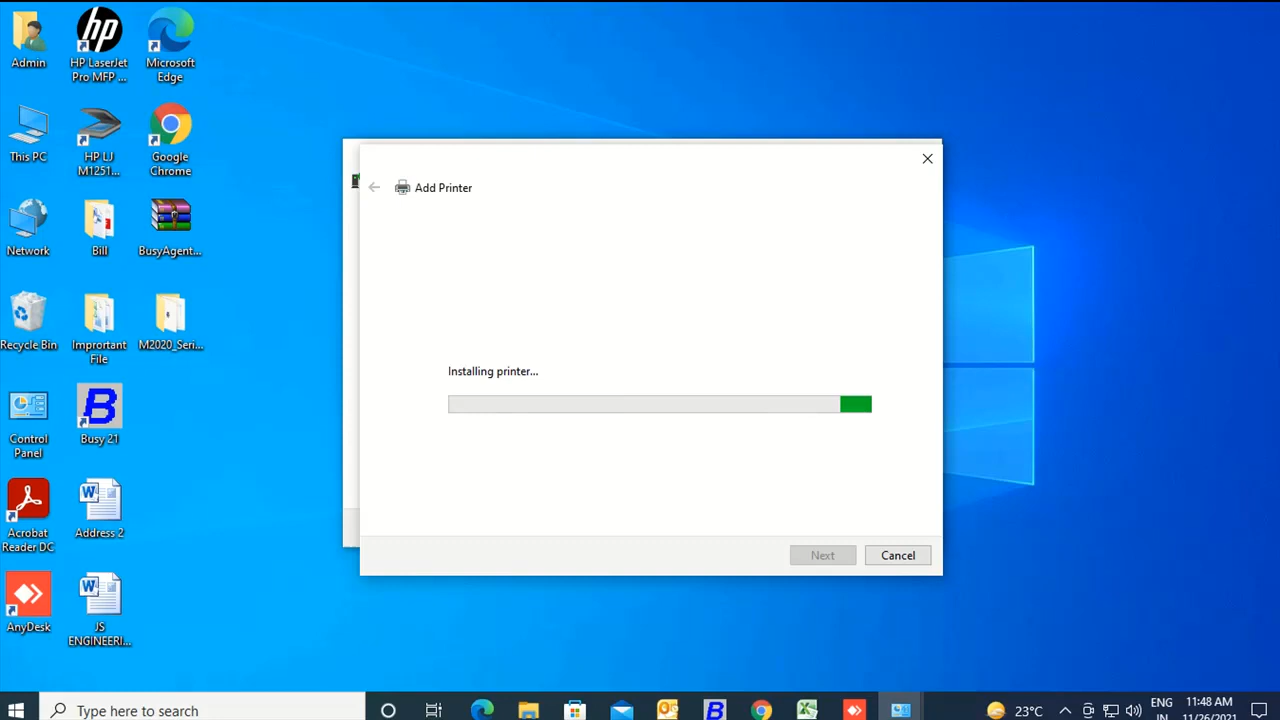 Admin
HP LaserJet
Pro MFP ...
Microsoft
Edge
This PC
HP LJ
M1251...
Google
Chrome
Network
Bill
BusyAgent...
Recycle Bin
Imprortant
File
M2020_Seri...
Control
Panel
Busy 21
Acrobat
Reader DC
Address 2
AnyDesk
JS
ENGINEERI...
Add Printer
Installing printer...
Next
Cancel
Type here to search
23°C
ENG
IN
11:48 AM
11/26/2021